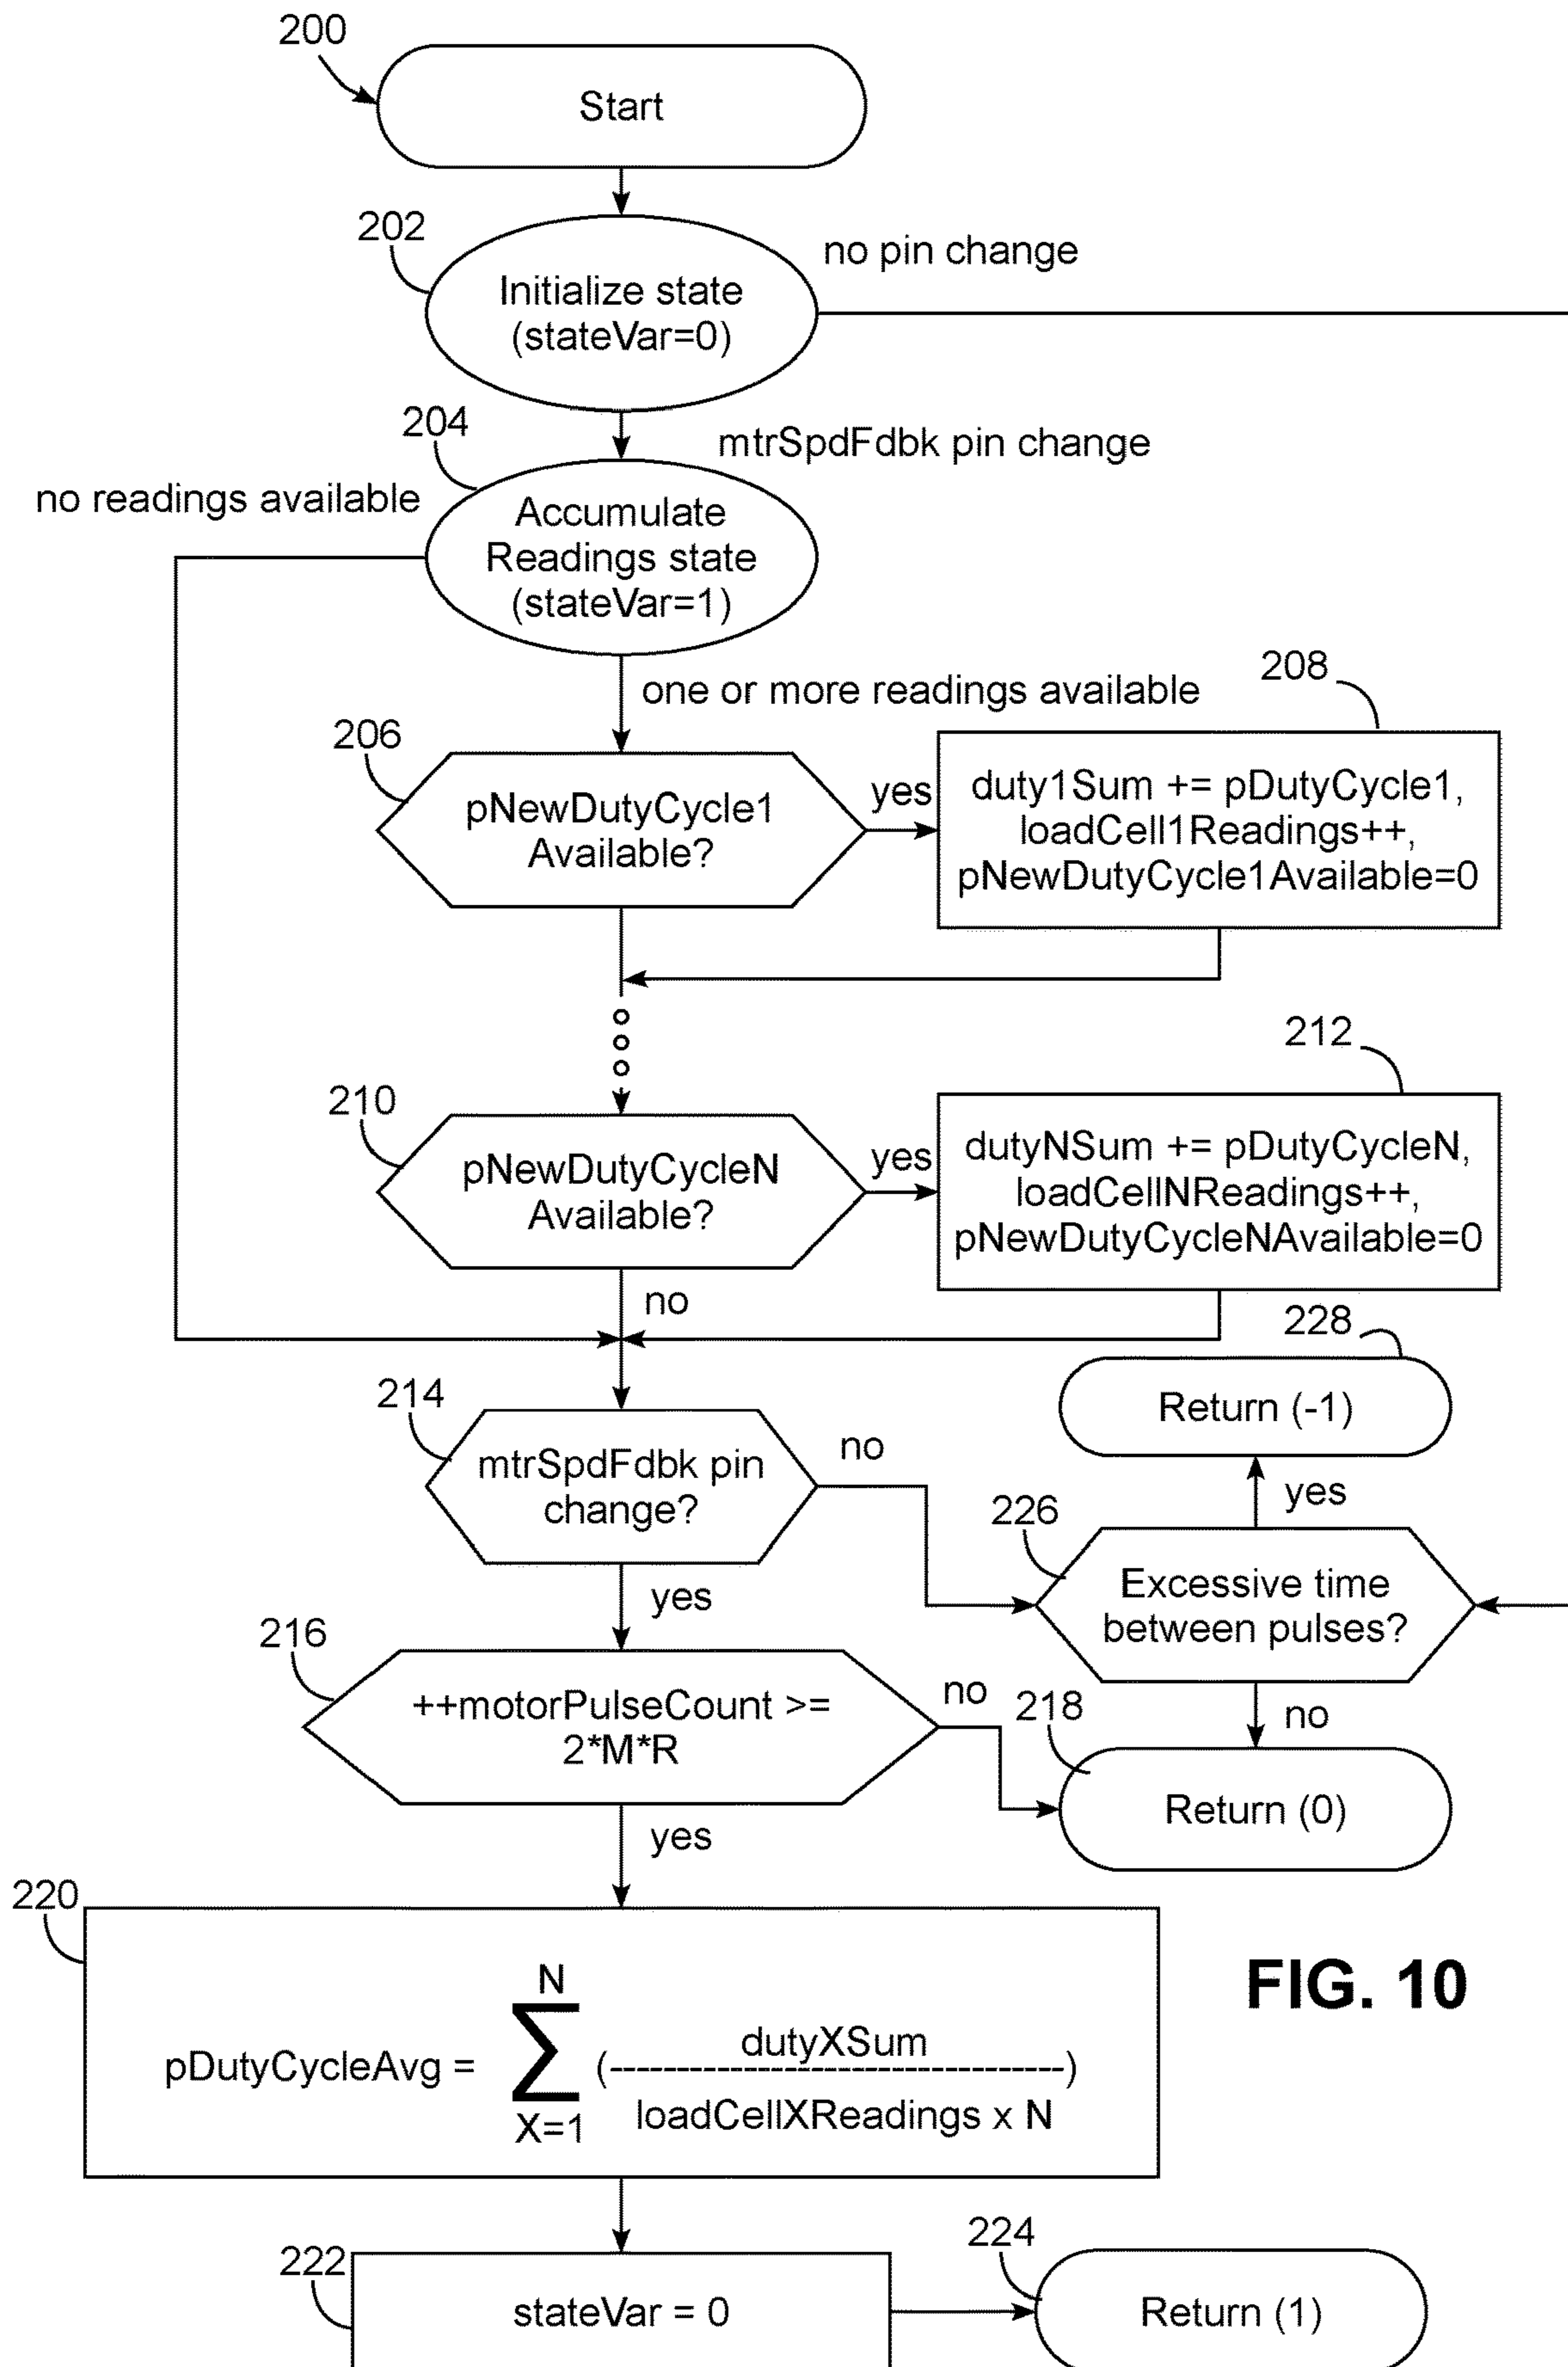 200
Start
202
no pin change
Initialize state
(stateVar=0)
204
mtrSpdFdbk pin change
no readings available
Accumulate
Readings state
(stateVar=1)
one or more readings available
208
206
pNewDutyCycle1
Available?
yes
duty1Sum += pDutyCycle1,
loadCell1Readings++,
pNewDutyCycle1Available=0
212
210
pNewDutyCycleN
Available?
yes
dutyNSum += pDutyCycleN,
loadCellNReadings++,
pNewDutyCycleNAvailable=0
no
228
Return (-1)
214
mtrSpdFdbk pin
change?
no
yes
226
Excessive time
between pulses?
yes
216
++motorPulseCount >=
2*M*R
no
218
no
Return (0)
yes
220
FIG. 10
N
pDutyCycleAvg = ∑ (----------------------------------)
dutyXSum
loadCellXReadings x N
X=1
222
stateVar = 0
224
Return (1)